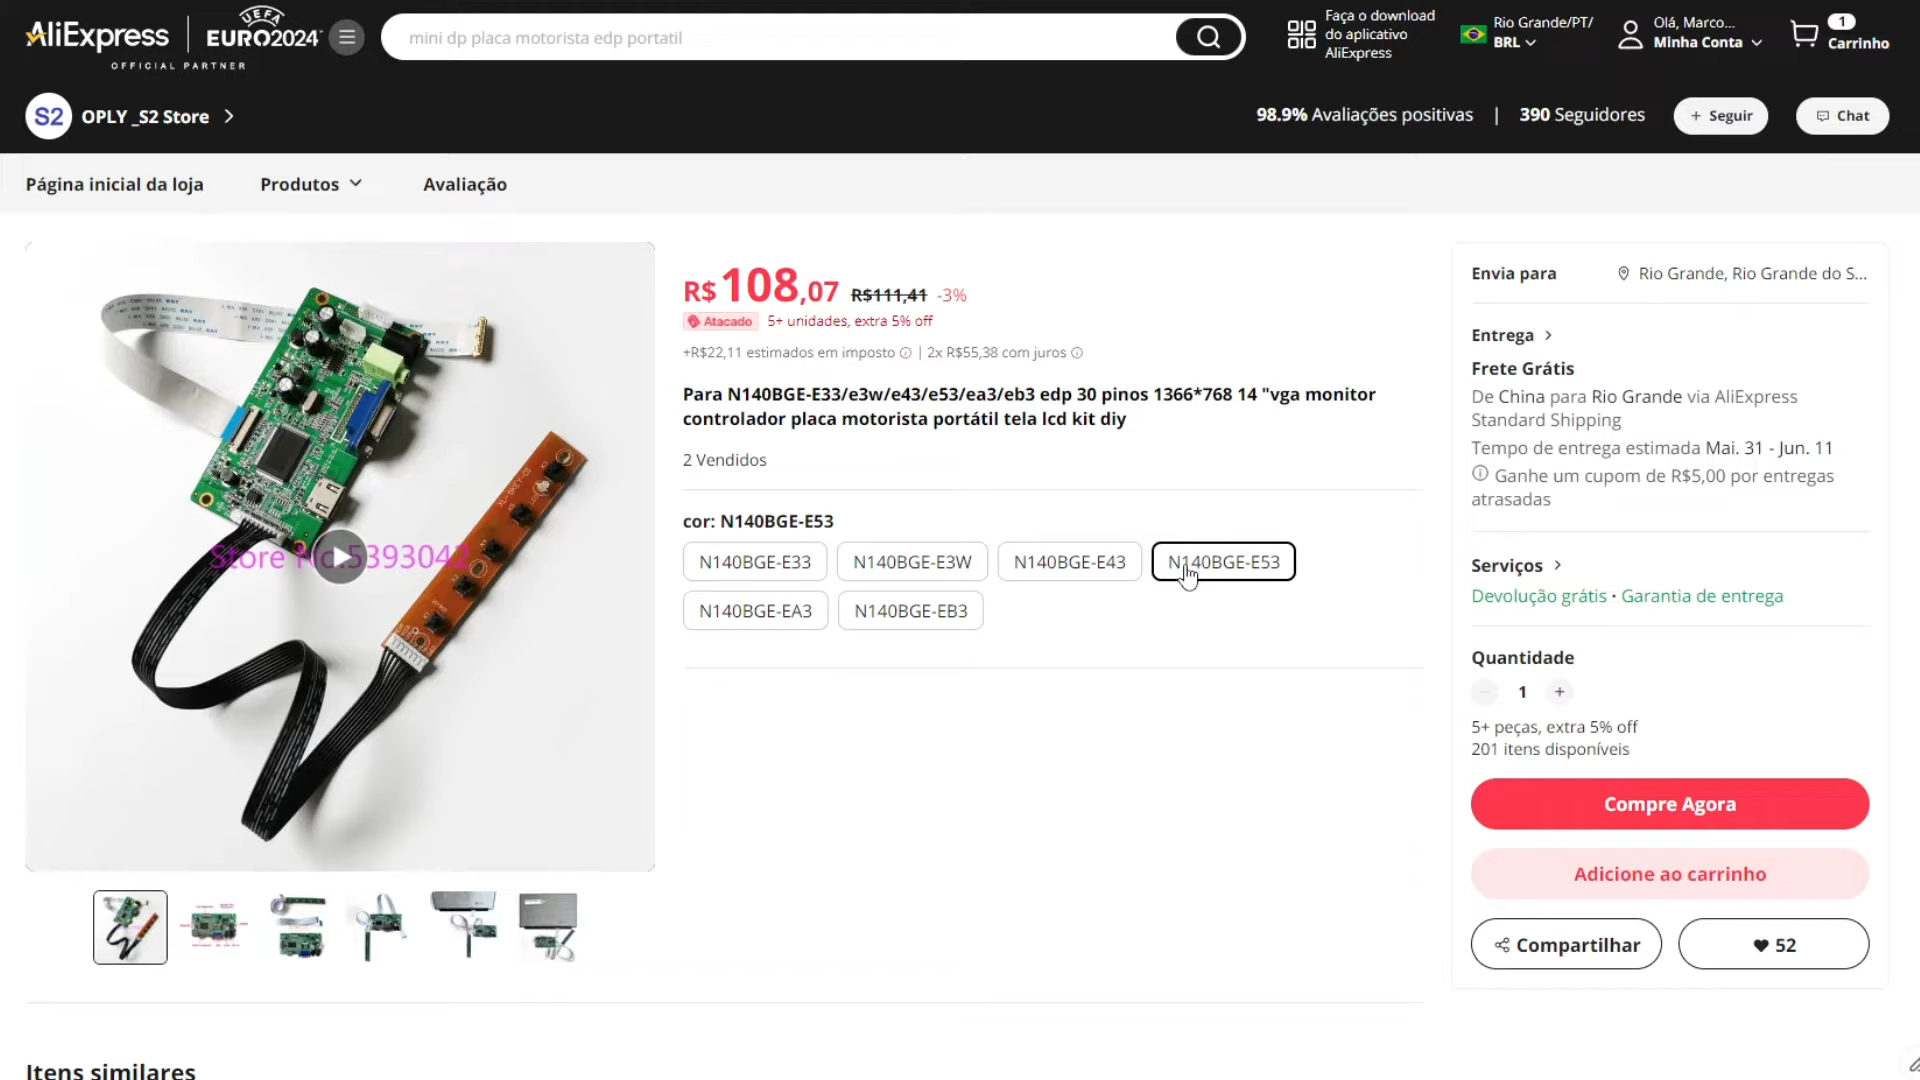 AliExpress
UEFA
EURO2024
OFFICIAL PARTNER
mini dp placa motorista edp portatil
Faça o download
do aplicativo
AliExpress
Rio Grande/PT/
BRL
Olá, Marco...
Minha Conta
1
Carrinho
S2
OPLY _S2 Store
98.9% Avaliações positivas | 390 Seguidores
+ Seguir
Chat
Página inicial da loja
Produtos
Avaliação
Store No.5393042
R$108,07 R$111,41 -3%
Atacado 5+ unidades, extra 5% off
+R$22,11 estimados em imposto | 2x R$55,38 com juros
Para N140BGE-E33/e3w/e43/e53/ea3/eb3 edp 30 pinos 1366*768 14 "vga monitor
controlador placa motorista portátil tela lcd kit diy
2 Vendidos
cor: N140BGE-E53
N140BGE-E33
N140BGE-E3W
N140BGE-E43
N140BGE-E53
N140BGE-EA3
N140BGE-EB3
Envia para
Rio Grande, Rio Grande do S...
Entrega
Frete Grátis
De China para Rio Grande via AliExpress
Standard Shipping
Tempo de entrega estimada Mai. 31 - Jun. 11
Ganhe um cupom de R$5,00 por entregas
atrasadas
Serviços
Devolução grátis · Garantia de entrega
Quantidade
− 1 +
5+ peças, extra 5% off
201 itens disponíveis
Compre Agora
Adicione ao carrinho
Compartilhar
52
Itens similares